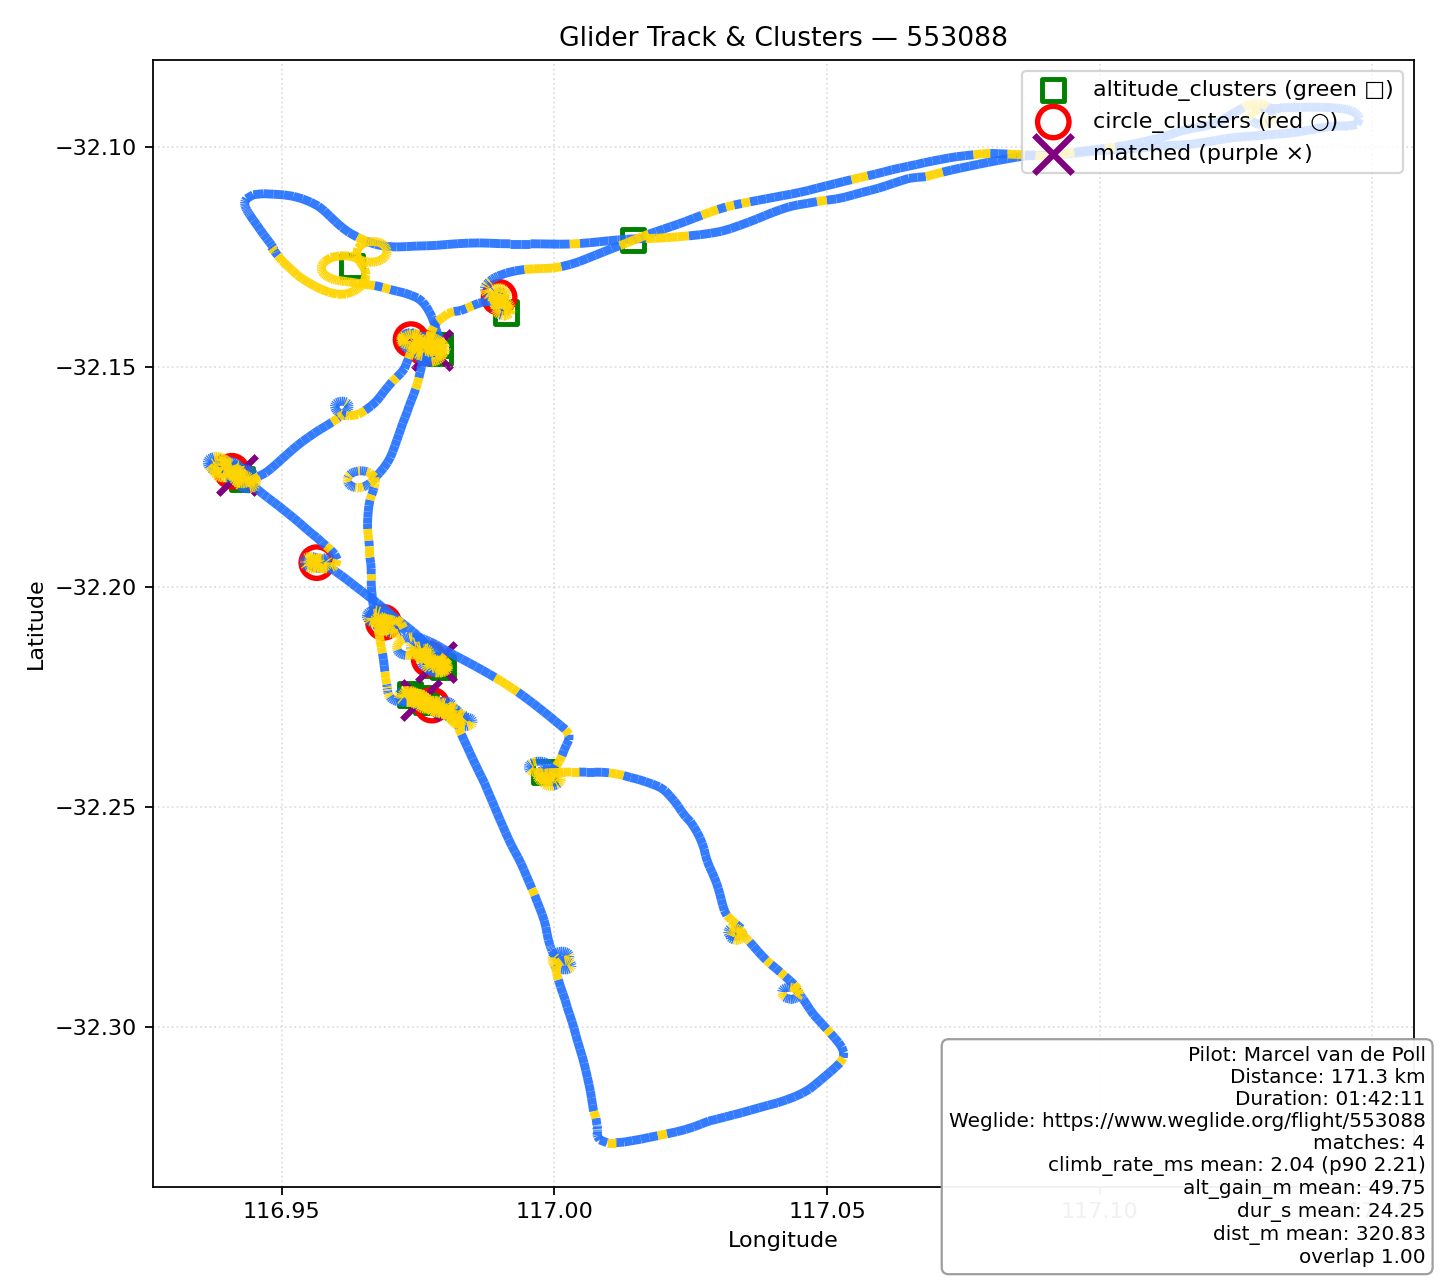 Glider Track & Clusters — 553088
altitude_clusters (green □)
circle_clusters (red ○)
matched (purple ×)
Latitude
−32.10
−32.15
−32.20
−32.25
−32.30
116.95
117.00
117.05
117.10
Longitude
Pilot: Marcel van de Poll
Distance: 171.3 km
Duration: 01:42:11
Weglide: https://www.weglide.org/flight/553088
matches: 4
climb_rate_ms mean: 2.04 (p90 2.21)
alt_gain_m mean: 49.75
dur_s mean: 24.25
dist_m mean: 320.83
overlap 1.00